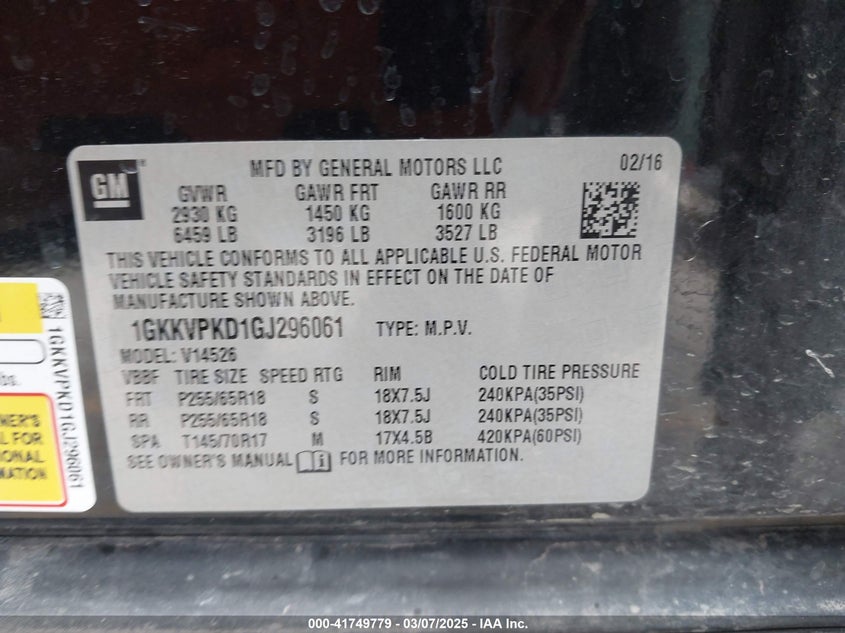 GM
MFD BY GENERAL MOTORS LLC 02/16
GVWR GAWR FRT GAWR RR
2930 KG 1450 KG 1600 KG
6459 LB 3196 LB 3527 LB
THIS VEHICLE CONFORMS TO ALL APPLICABLE U.S. FEDERAL MOTOR
VEHICLE SAFETY STANDARDS IN EFFECT ON THE DATE OF
MANUFACTURE SHOWN ABOVE.
1GKKVPKD1GJ296061 TYPE: M.P.V.
MODEL: V14526
VBBF TIRE SIZE SPEED RTG RIM COLD TIRE PRESSURE
FRT P255/65R18 S 18X7.5J 240KPA(35PSI)
RR P255/65R18 S 18X7.5J 240KPA(35PSI)
SPA T145/70R17 M 17X4.5B 420KPA(60PSI)
SEE OWNER'S MANUAL FOR MORE INFORMATION.
1GKKVPKD1GJ296061
bs.
NER'S
L FOR
IONAL
N
000-41749779 - 03/07/2025 - IAA Inc.